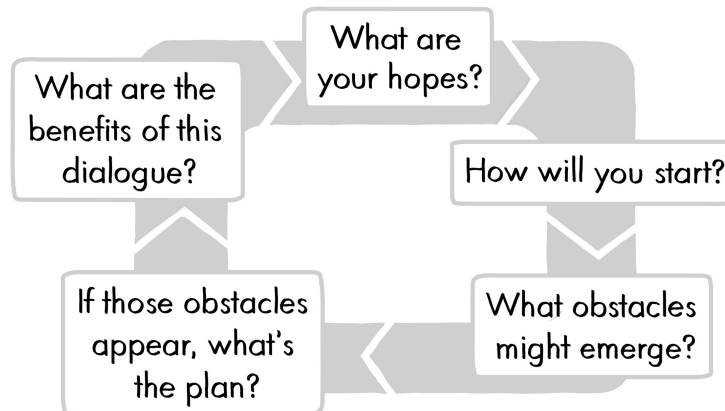 What are
your hopes?
How will you start?
What obstacles
might emerge?
If those obstacles
appear, what's
the plan?
What are the
benefits of this
dialogue?